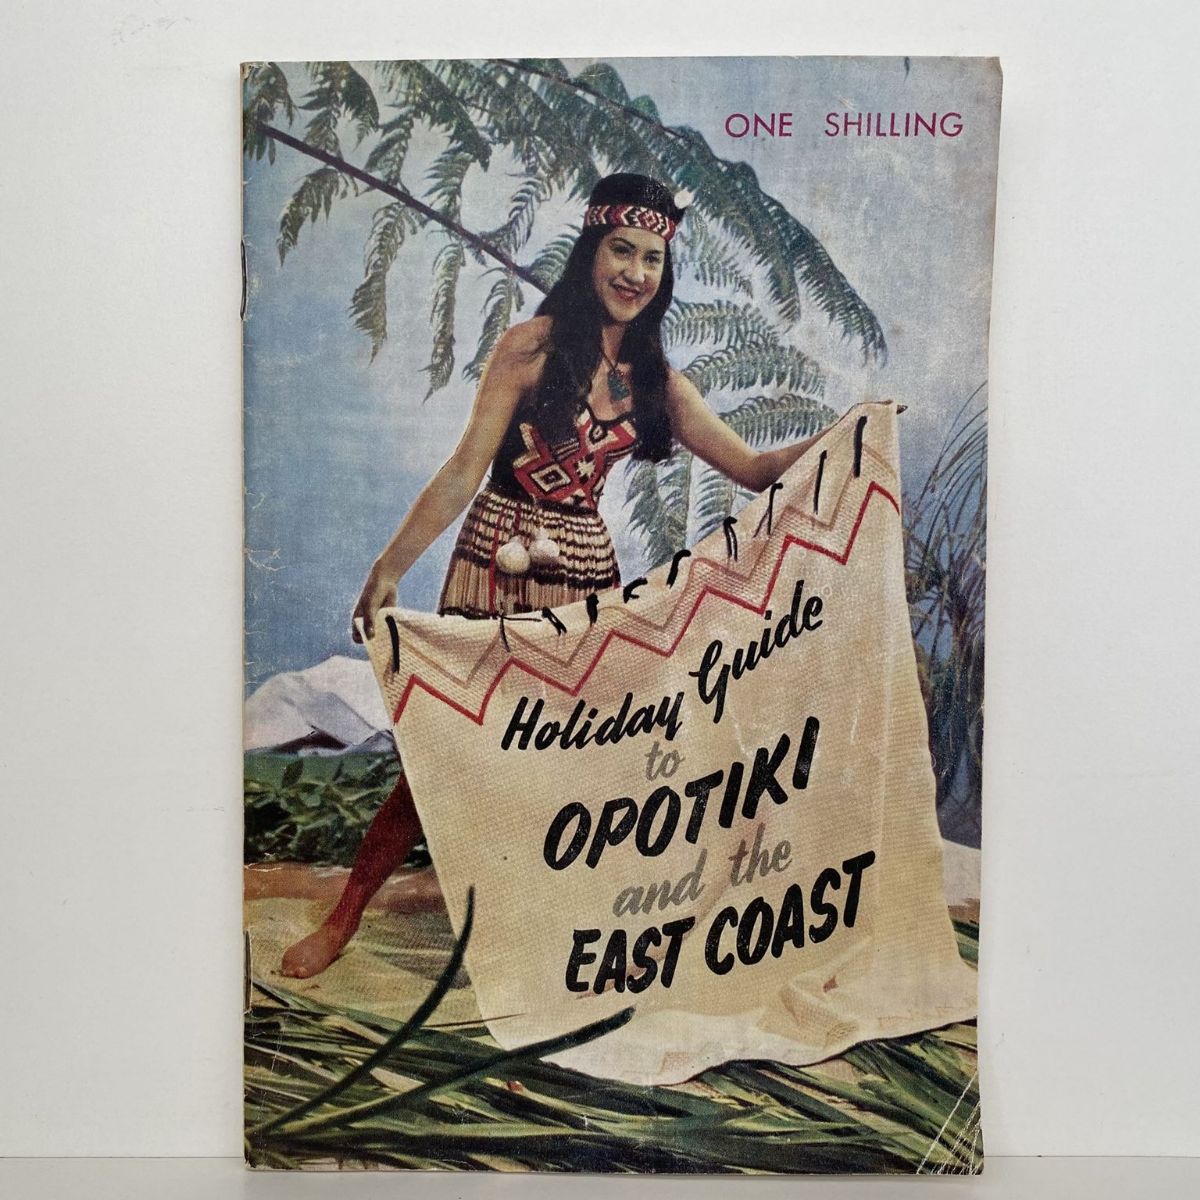 ONE SHILLING
Holiday Guide
to
OPOTIKI
and the
EAST COAST